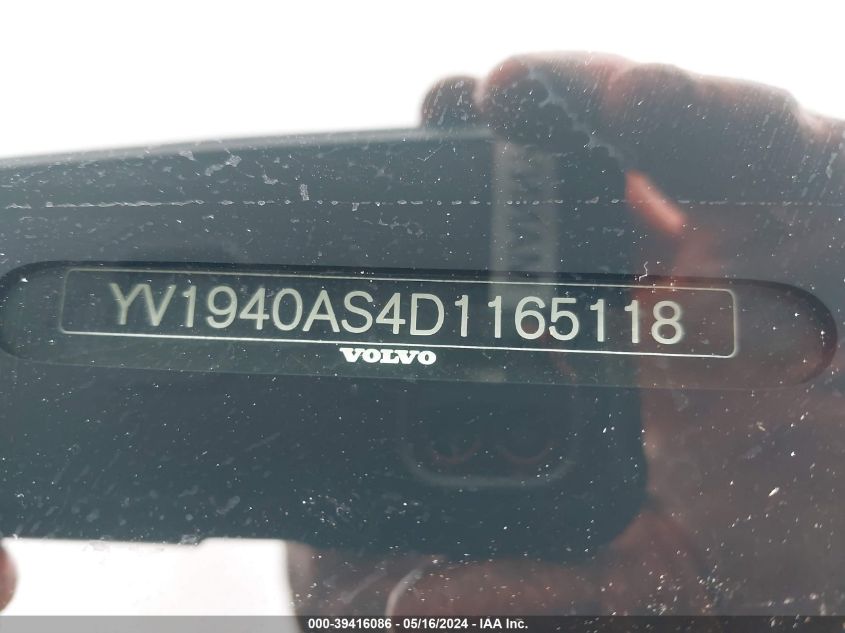 YV1940AS4D1165118
VOLVO
000-39416086 - 05/16/2024 - IAA Inc.